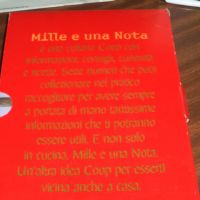 Mille e una Nota
è una collana Coop con
informazioni, consigli, curiosità
e ricette. Sette numeri che puoi
collezionare nel pratico
raccoglitore per avere sempre
a portata di mano tantissime
informazioni che ti potranno
essere utili. E non solo
in cucina. Mille e una Nota.
Un'altra idea Coop per esserti
vicina anche a casa.